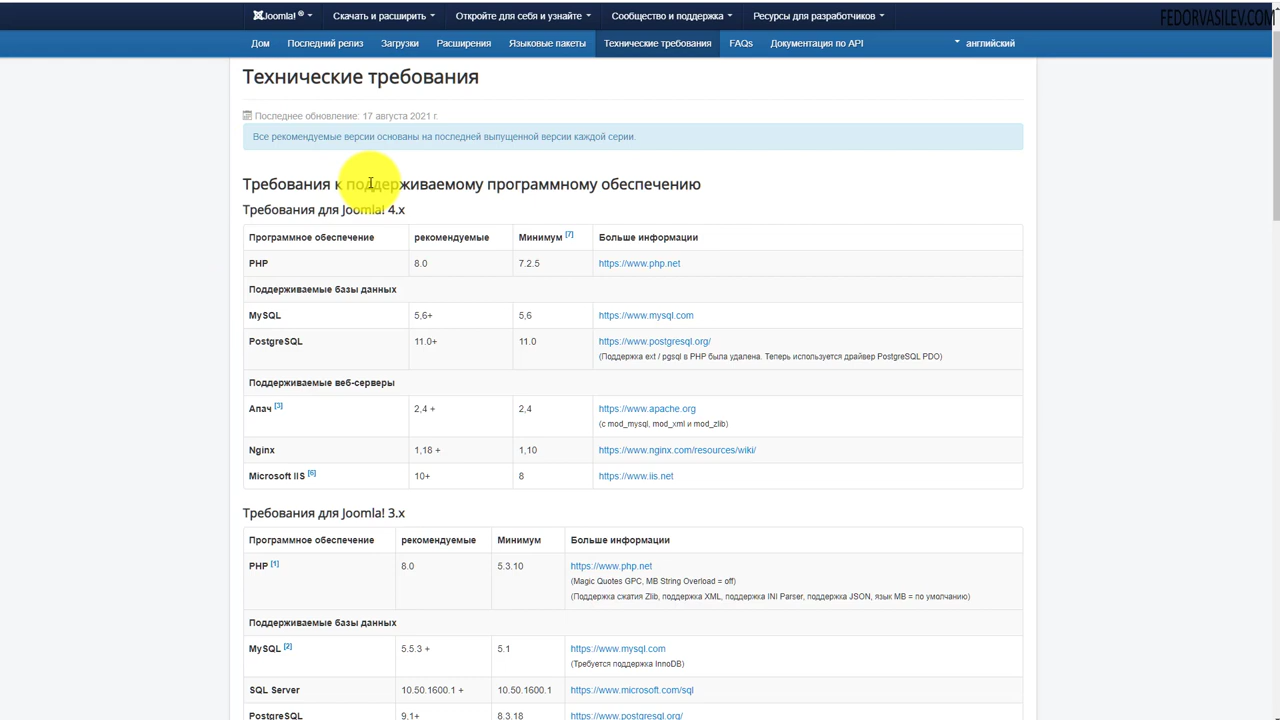 Joomla! ® Скачать и расширить Откройте для себя и узнайте Сообщество и поддержка Ресурсы для разработчиков FEDORVASILEV.COM
Дом Последний релиз Загрузки Расширения Языковые пакеты Технические требования FAQs Документация по API английский
Технические требования
Последнее обновление: 17 августа 2021 г.
Все рекомендуемые версии основаны на последней выпущенной версии каждой серии.
Требования к поддерживаемому программному обеспечению
Требования для Joomla! 4.x
Программное обеспечение рекомендуемые Минимум [7] Больше информации
PHP 8.0 7.2.5 https://www.php.net
Поддерживаемые базы данных
MySQL 5,6+ 5,6 https://www.mysql.com
PostgreSQL 11.0+ 11.0 https://www.postgresql.org/
(Поддержка ext / pgsql в PHP была удалена. Теперь используется драйвер PostgreSQL PDO)
Поддерживаемые веб-серверы
Апач [3] 2,4 + 2,4 https://www.apache.org
(с mod_mysql, mod_xml и mod_zlib)
Nginx 1,18 + 1,10 https://www.nginx.com/resources/wiki/
Microsoft IIS [6] 10+ 8 https://www.iis.net
Требования для Joomla! 3.x
Программное обеспечение рекомендуемые Минимум Больше информации
PHP [1] 8.0 5.3.10 https://www.php.net
(Magic Quotes GPC, MB String Overload = off)
(Поддержка сжатия Zlib, поддержка XML, поддержка INI Parser, поддержка JSON, язык MB = по умолчанию)
Поддерживаемые базы данных
MySQL [2] 5.5.3 + 5.1 https://www.mysql.com
(Требуется поддержка InnoDB)
SQL Server 10.50.1600.1 + 10.50.1600.1 https://www.microsoft.com/sql
PostgreSQL 9.1+ 8.3.18 https://www.postgresql.org/